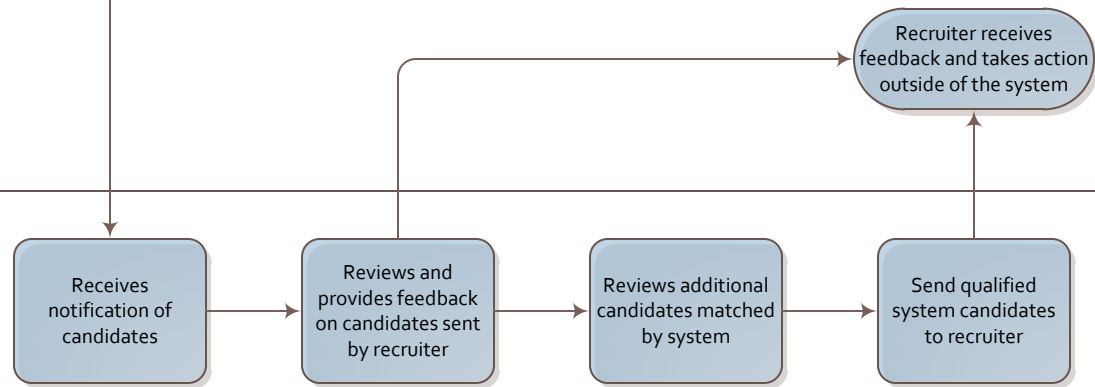 Recruiter receives
feedback and takes action
outside of the system
Receives
notification of
candidates
Reviews and
provides feedback
on candidates sent
by recruiter
Reviews additional
candidates matched
by system
Send qualified
system candidates
to recruiter